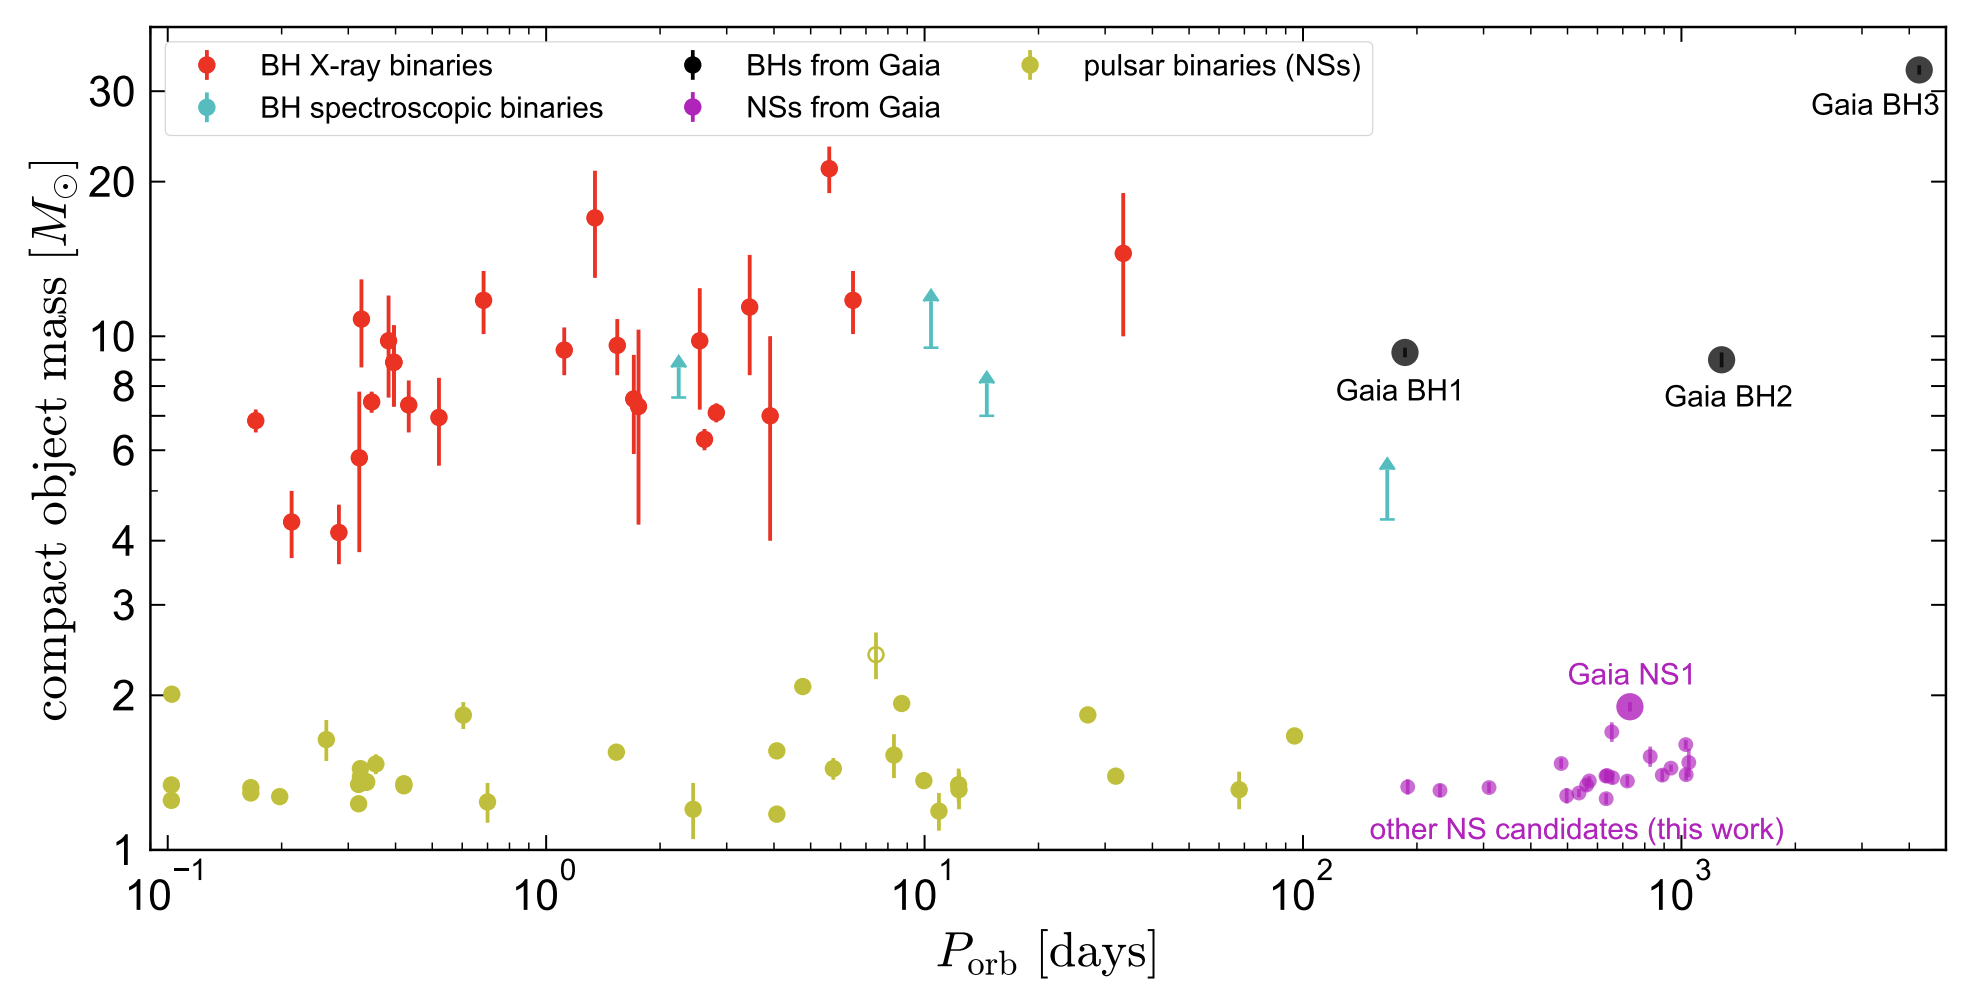 BH X-ray binaries
BH spectroscopic binaries
BHs from Gaia
NSs from Gaia
pulsar binaries (NSs)
compact object mass [M⊙]
30
20
10
8
6
4
3
2
1
Gaia BH3
Gaia BH1
Gaia BH2
Gaia NS1
other NS candidates (this work)
10⁻¹
10⁰
10¹
10²
10³
P_orb [days]